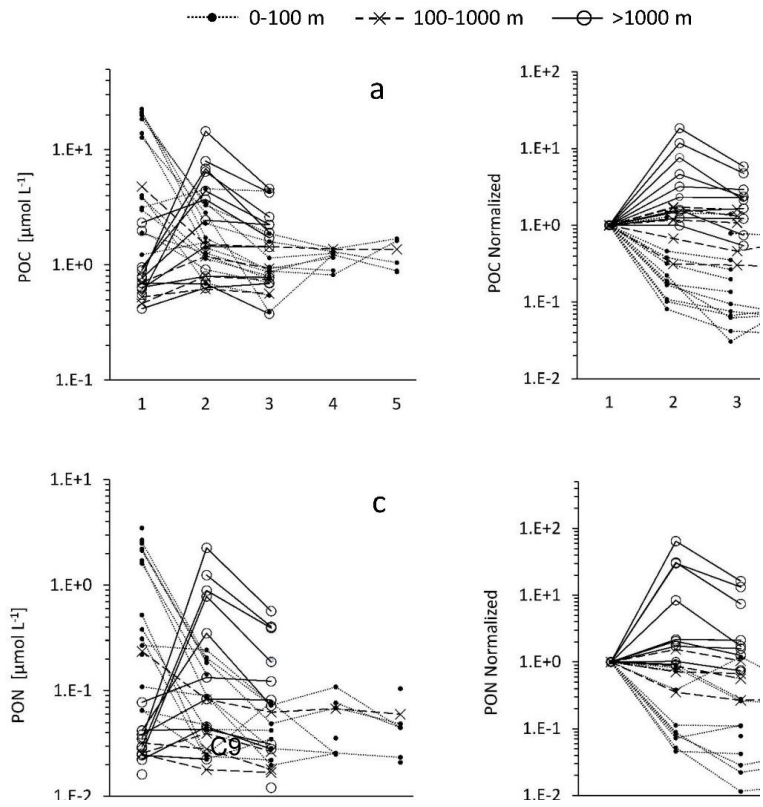 0-100 m 100-1000 m >1000 m
a
POC [µmol L⁻¹]
1.E+1
1.E+0
1.E-1
1 2 3 4 5
POC Normalized
1.E+2
1.E+1
1.E+0
1.E-1
1.E-2
1 2 3
c
PON [µmol L⁻¹]
1.E+1
1.E+0
1.E-1
1.E-2
C9
PON Normalized
1.E+2
1.E+1
1.E+0
1.E-1
1.E-2